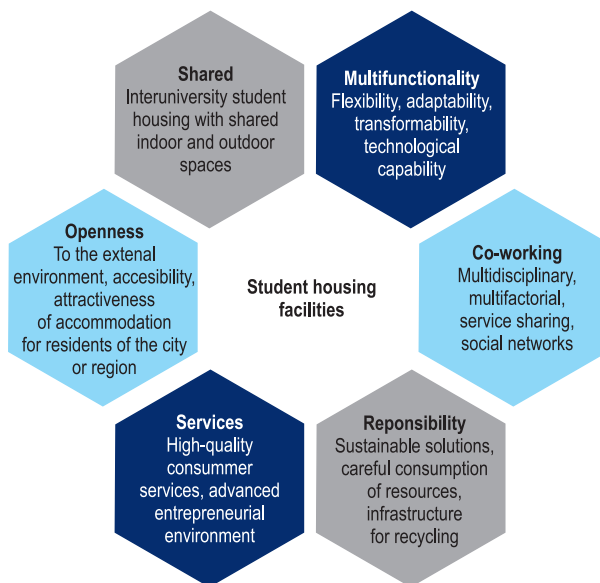 Shared
Interuniversity student
housing with shared
indoor and outdoor
spaces
Multifunctionality
Flexibility, adaptability,
transformability,
technological
capability
Openness
To the extenal
environment, accesibility,
attractiveness
of accommodation
for residents of the city
or region
Student housing
facilities
Co-working
Multidisciplinary,
multifactorial,
service sharing,
social networks
Services
High-quality
consummer
services, advanced
entrepreneurial
environment
Reponsibility
Sustainable solutions,
careful consumption
of resources,
infrastructure
for recycling